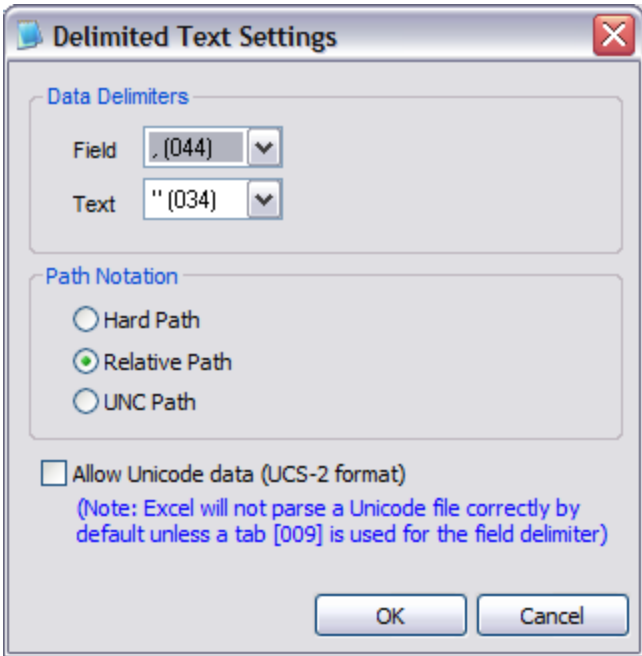 Delimited Text Settings
Data Delimiters
Field , (044)
Text " (034)
Path Notation
Hard Path
Relative Path
UNC Path
Allow Unicode data (UCS-2 format)
(Note: Excel will not parse a Unicode file correctly by
default unless a tab [009] is used for the field delimiter)
OK Cancel